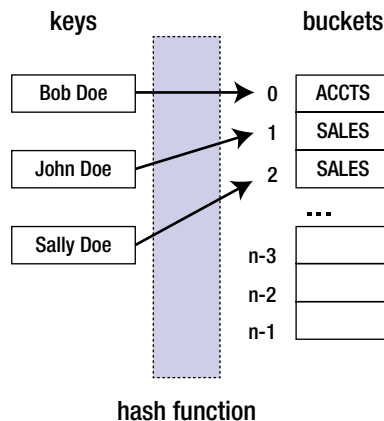 keys
buckets
Bob Doe
0
ACCTS
1
SALES
John Doe
2
SALES
...
Sally Doe
n-3
n-2
n-1
hash function